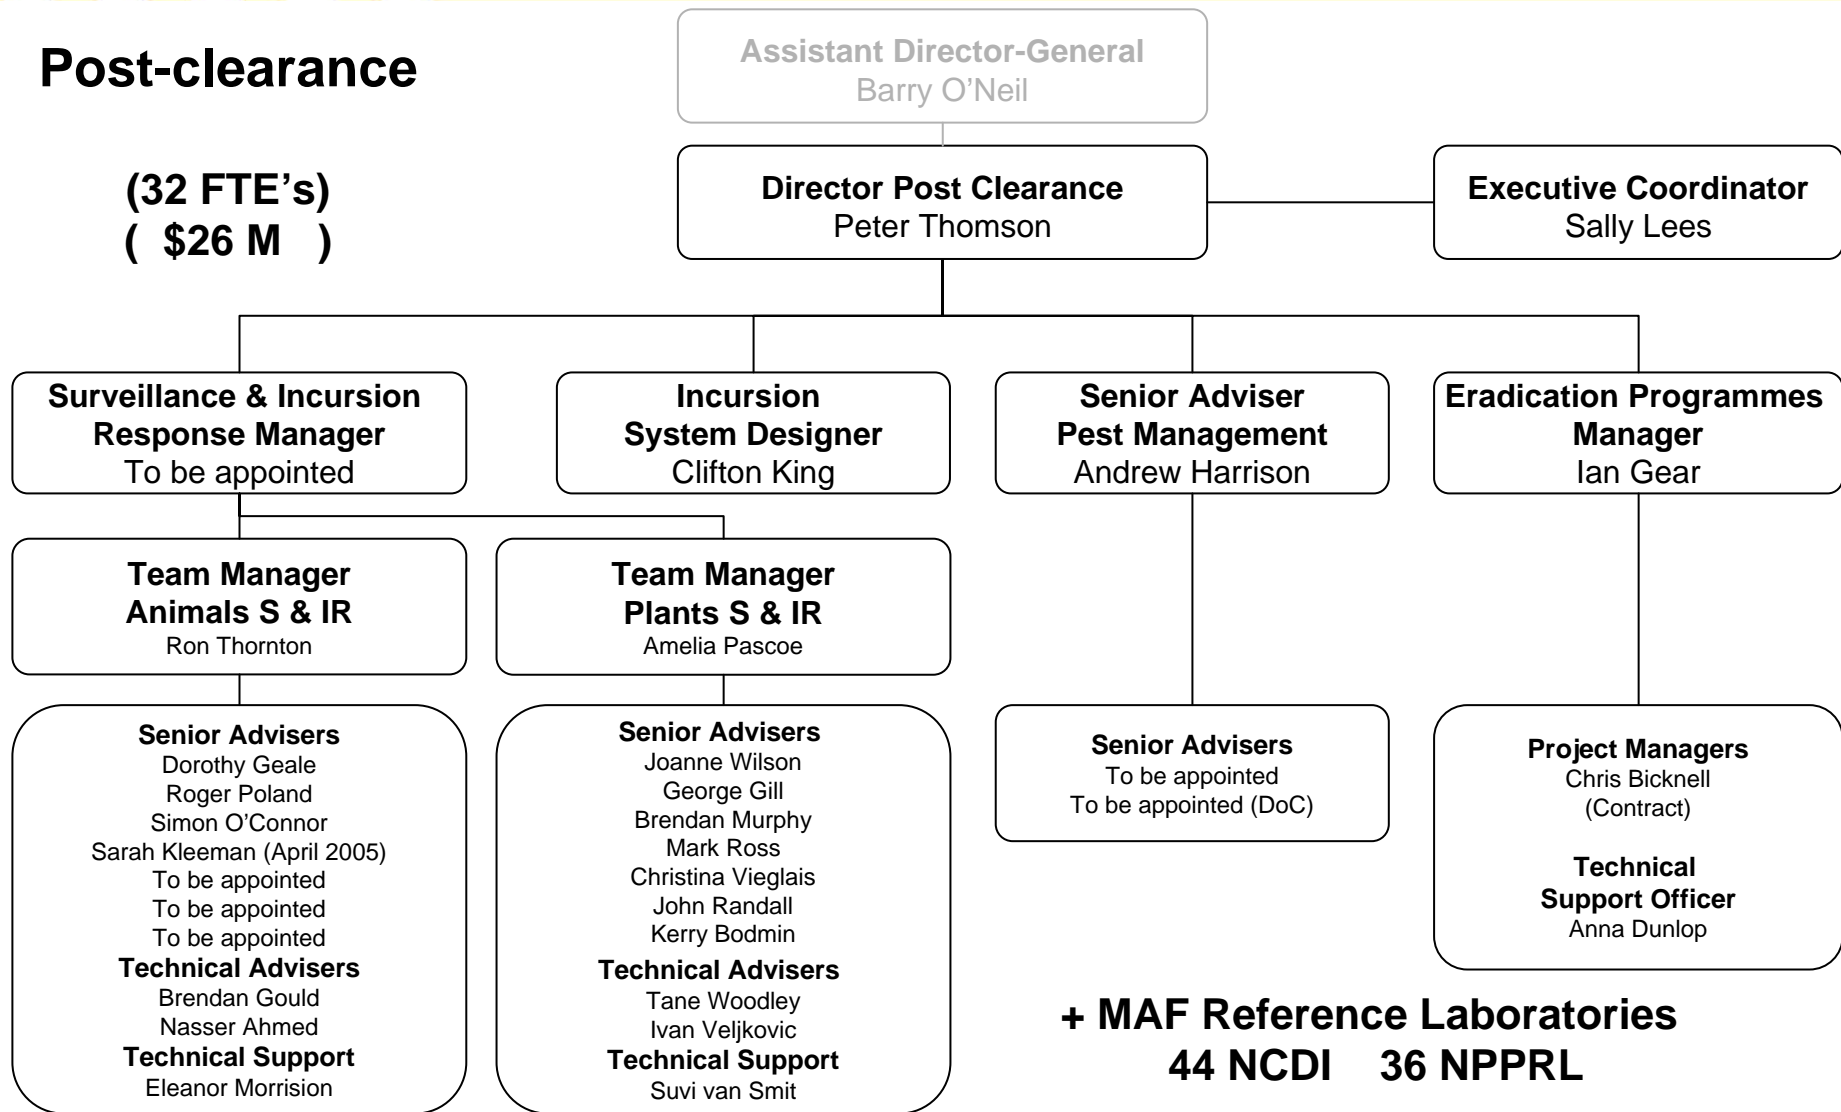 Post-clearance
(32 FTE's)
( $26 M )
Assistant Director-General
Barry O'Neil
Director Post Clearance
Peter Thomson
Executive Coordinator
Sally Lees
Surveillance & Incursion
Response Manager
To be appointed
Incursion
System Designer
Clifton King
Senior Adviser
Pest Management
Andrew Harrison
Eradication Programmes
Manager
Ian Gear
Team Manager
Animals S & IR
Ron Thornton
Team Manager
Plants S & IR
Amelia Pascoe
Senior Advisers
Dorothy Geale
Roger Poland
Simon O'Connor
Sarah Kleeman (April 2005)
To be appointed
To be appointed
To be appointed
Technical Advisers
Brendan Gould
Nasser Ahmed
Technical Support
Eleanor Morrision
Senior Advisers
Joanne Wilson
George Gill
Brendan Murphy
Mark Ross
Christina Vieglais
John Randall
Kerry Bodmin
Technical Advisers
Tane Woodley
Ivan Veljkovic
Technical Support
Suvi van Smit
Senior Advisers
To be appointed
To be appointed (DoC)
Project Managers
Chris Bicknell
(Contract)
Technical
Support Officer
Anna Dunlop
+ MAF Reference Laboratories
44 NCDI 36 NPPRL